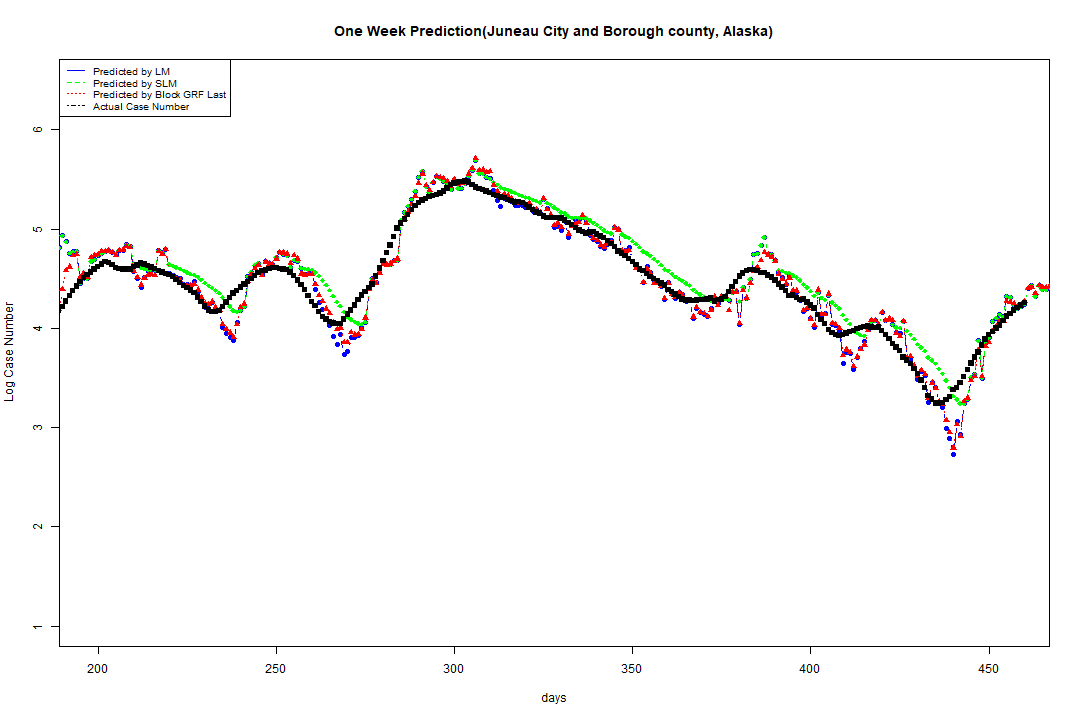 One Week Prediction(Juneau City and Borough county, Alaska)
Predicted by LM
Predicted by SLM
Predicted by Block GRF Last
Actual Case Number
6
5
4
3
2
1
Log Case Number
200 250 300 350 400 450
days